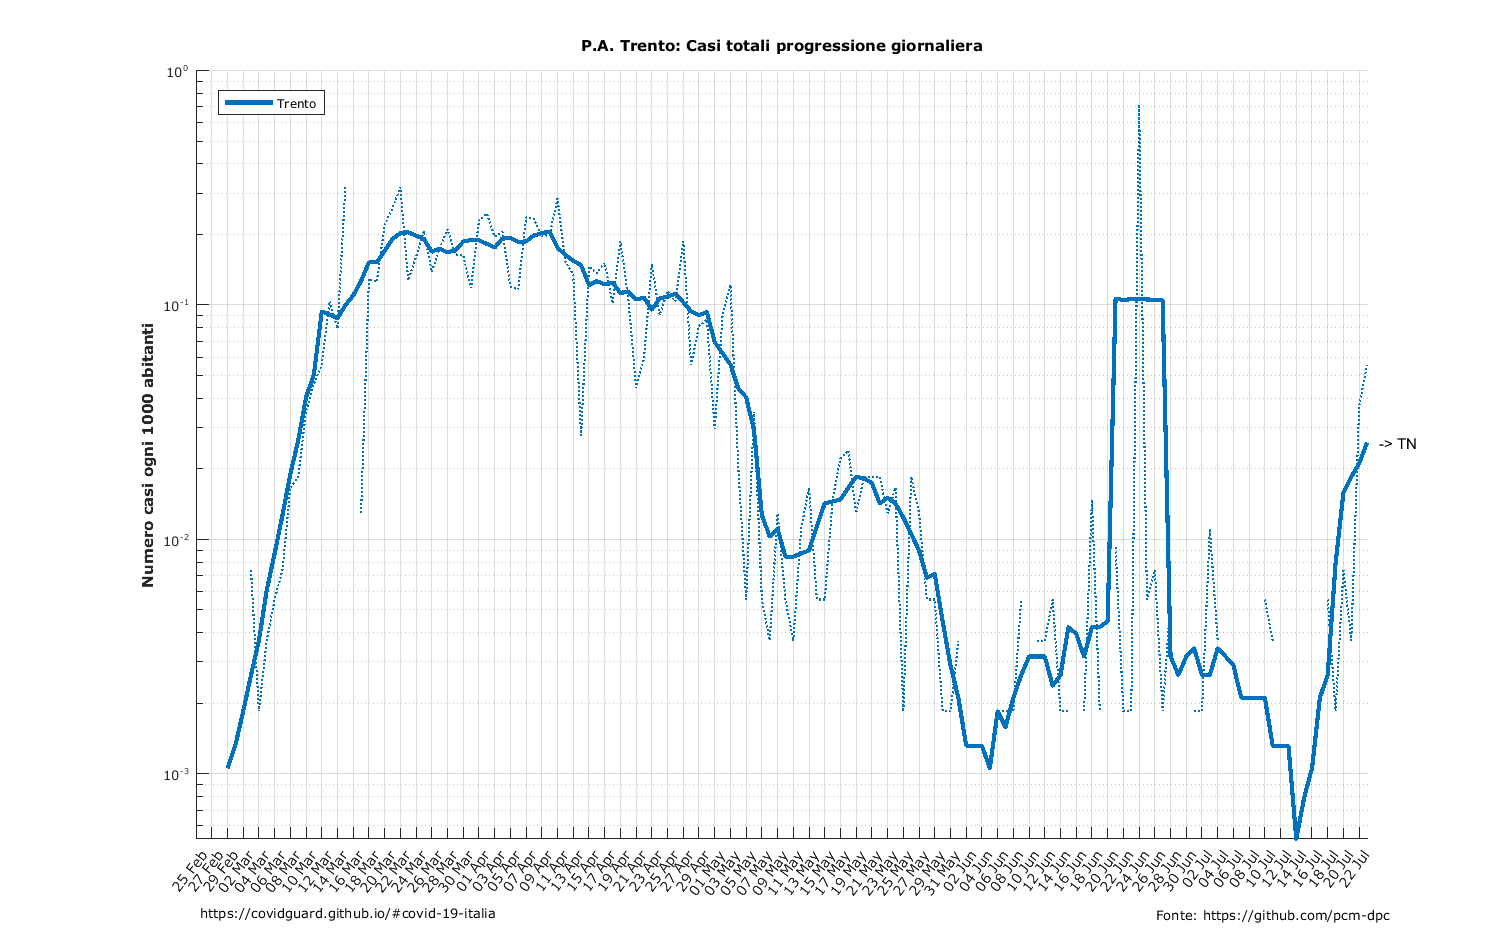 P.A. Trento: Casi totali progressione giornaliera
Trento
Numero casi ogni 1000 abitanti
10⁰
10⁻¹
10⁻²
10⁻³
-> TN
25 Feb
27 Feb
29 Feb
02 Mar
04 Mar
06 Mar
08 Mar
10 Mar
12 Mar
14 Mar
16 Mar
18 Mar
20 Mar
22 Mar
24 Mar
26 Mar
28 Mar
30 Mar
01 Apr
03 Apr
05 Apr
07 Apr
09 Apr
11 Apr
13 Apr
15 Apr
17 Apr
19 Apr
21 Apr
23 Apr
25 Apr
27 Apr
29 Apr
01 May
03 May
05 May
07 May
09 May
11 May
13 May
15 May
17 May
19 May
21 May
23 May
25 May
27 May
29 May
31 May
02 Jun
04 Jun
06 Jun
08 Jun
10 Jun
12 Jun
14 Jun
16 Jun
18 Jun
20 Jun
22 Jun
24 Jun
26 Jun
28 Jun
30 Jun
02 Jul
04 Jul
06 Jul
08 Jul
10 Jul
12 Jul
14 Jul
16 Jul
18 Jul
20 Jul
22 Jul
https://covidguard.github.io/#covid-19-italia
Fonte: https://github.com/pcm-dpc